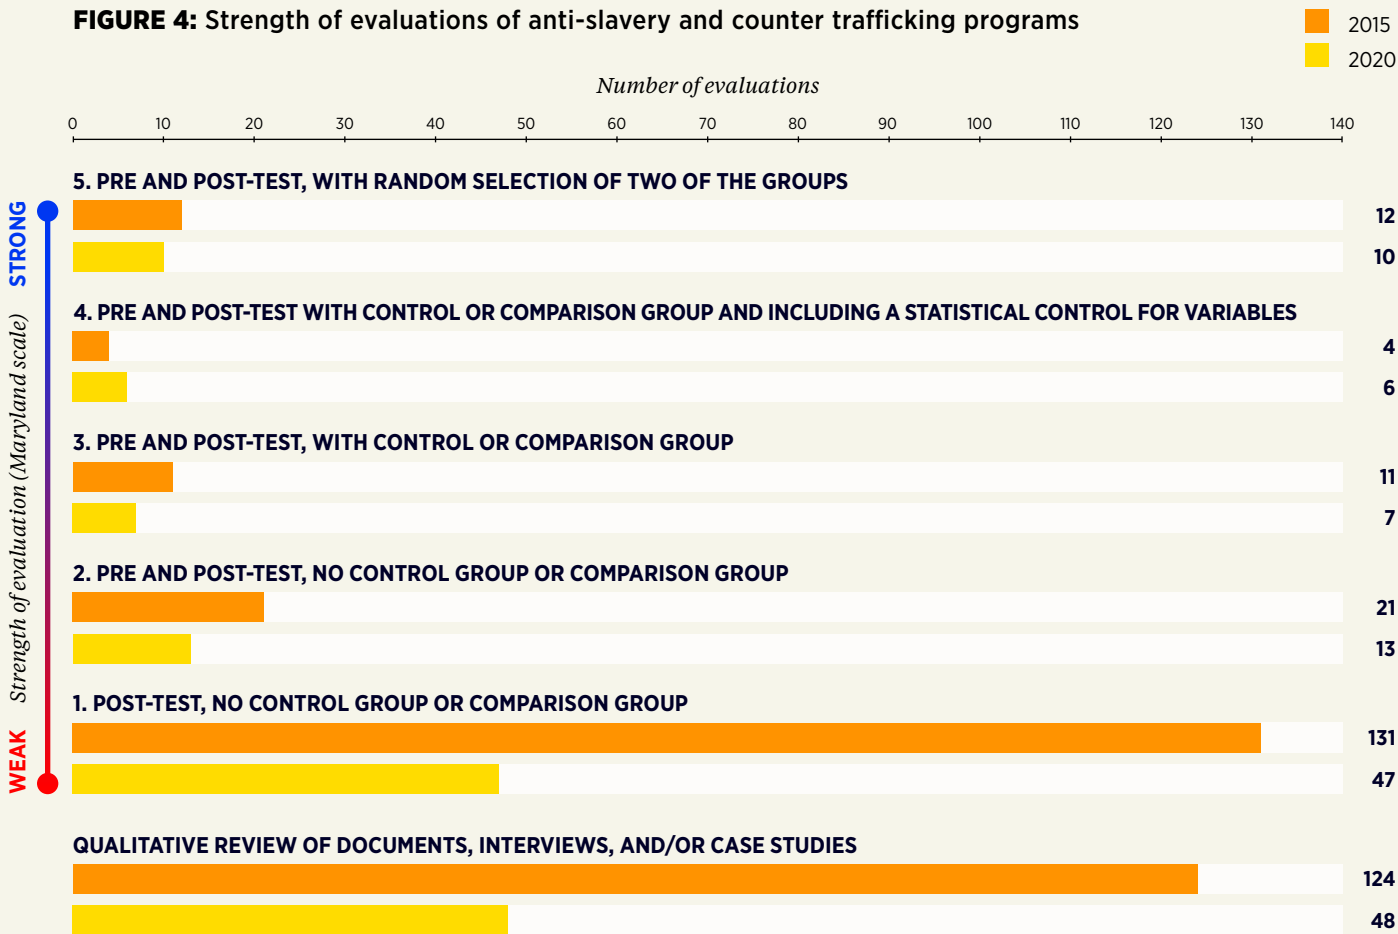 FIGURE 4: Strength of evaluations of anti-slavery and counter trafficking programs
2015
2020
Number of evaluations
0 10 20 30 40 50 60 70 80 90 100 110 120 130 140
5. PRE AND POST-TEST, WITH RANDOM SELECTION OF TWO OF THE GROUPS
12
10
4. PRE AND POST-TEST WITH CONTROL OR COMPARISON GROUP AND INCLUDING A STATISTICAL CONTROL FOR VARIABLES
4
6
3. PRE AND POST-TEST, WITH CONTROL OR COMPARISON GROUP
11
7
2. PRE AND POST-TEST, NO CONTROL GROUP OR COMPARISON GROUP
21
13
1. POST-TEST, NO CONTROL GROUP OR COMPARISON GROUP
131
47
QUALITATIVE REVIEW OF DOCUMENTS, INTERVIEWS, AND/OR CASE STUDIES
124
48
STRONG
Strength of evaluation (Maryland scale)
WEAK